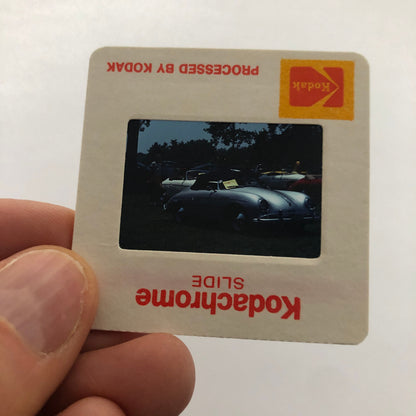 Kodachrome
SLIDE
Kodak
PROCESSED BY KODAK